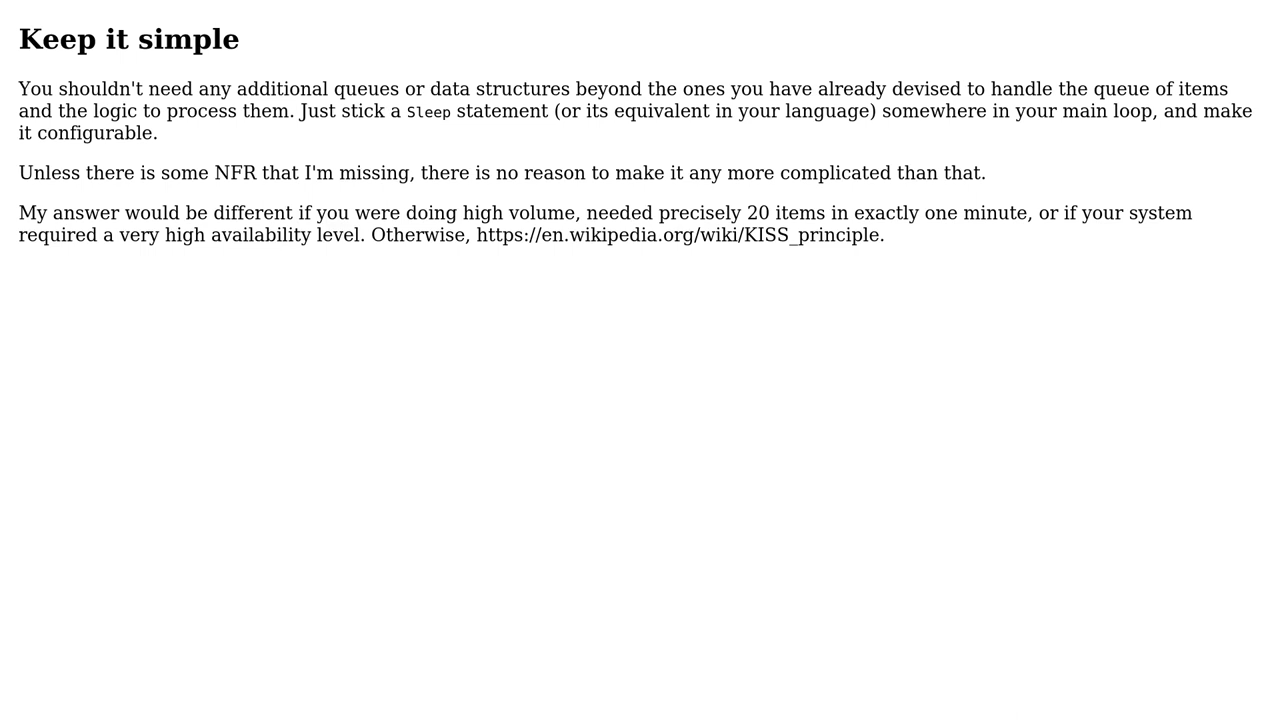 Keep it simple
You shouldn't need any additional queues or data structures beyond the ones you have already devised to handle the queue of items
and the logic to process them. Just stick a Sleep statement (or its equivalent in your language) somewhere in your main loop, and make
it configurable.
Unless there is some NFR that I'm missing, there is no reason to make it any more complicated than that.
My answer would be different if you were doing high volume, needed precisely 20 items in exactly one minute, or if your system
required a very high availability level. Otherwise, https://en.wikipedia.org/wiki/KISS_principle.